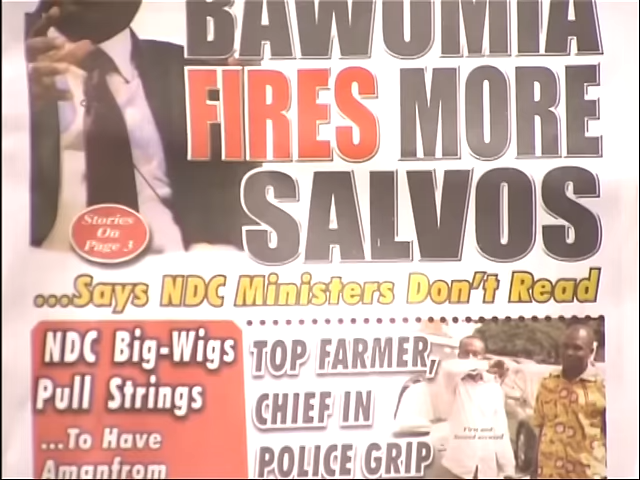 BAWUMIA
FIRES MORE
SALVOS
Stories
On
Page 3
...Says NDC Ministers Don't Read
NDC Big-Wigs
Pull Strings
...To Have
Amanfrom
TOP FARMER,
CHIEF IN
POLICE GRIP